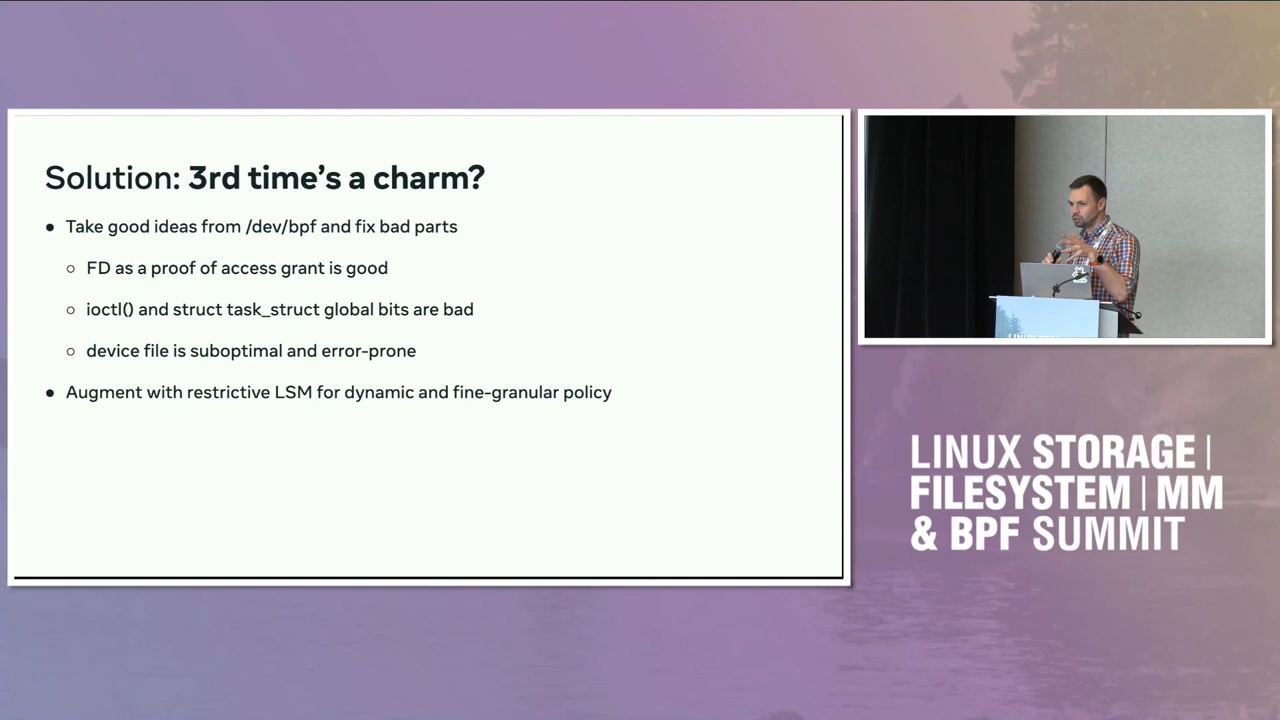 Solution: 3rd time’s a charm?
● Take good ideas from /dev/bpf and fix bad parts
○ FD as a proof of access grant is good
○ ioctl() and struct task_struct global bits are bad
○ device file is suboptimal and error-prone
● Augment with restrictive LSM for dynamic and fine-granular policy
LINUX STORAGE |
FILESYSTEM | MM
& BPF SUMMIT